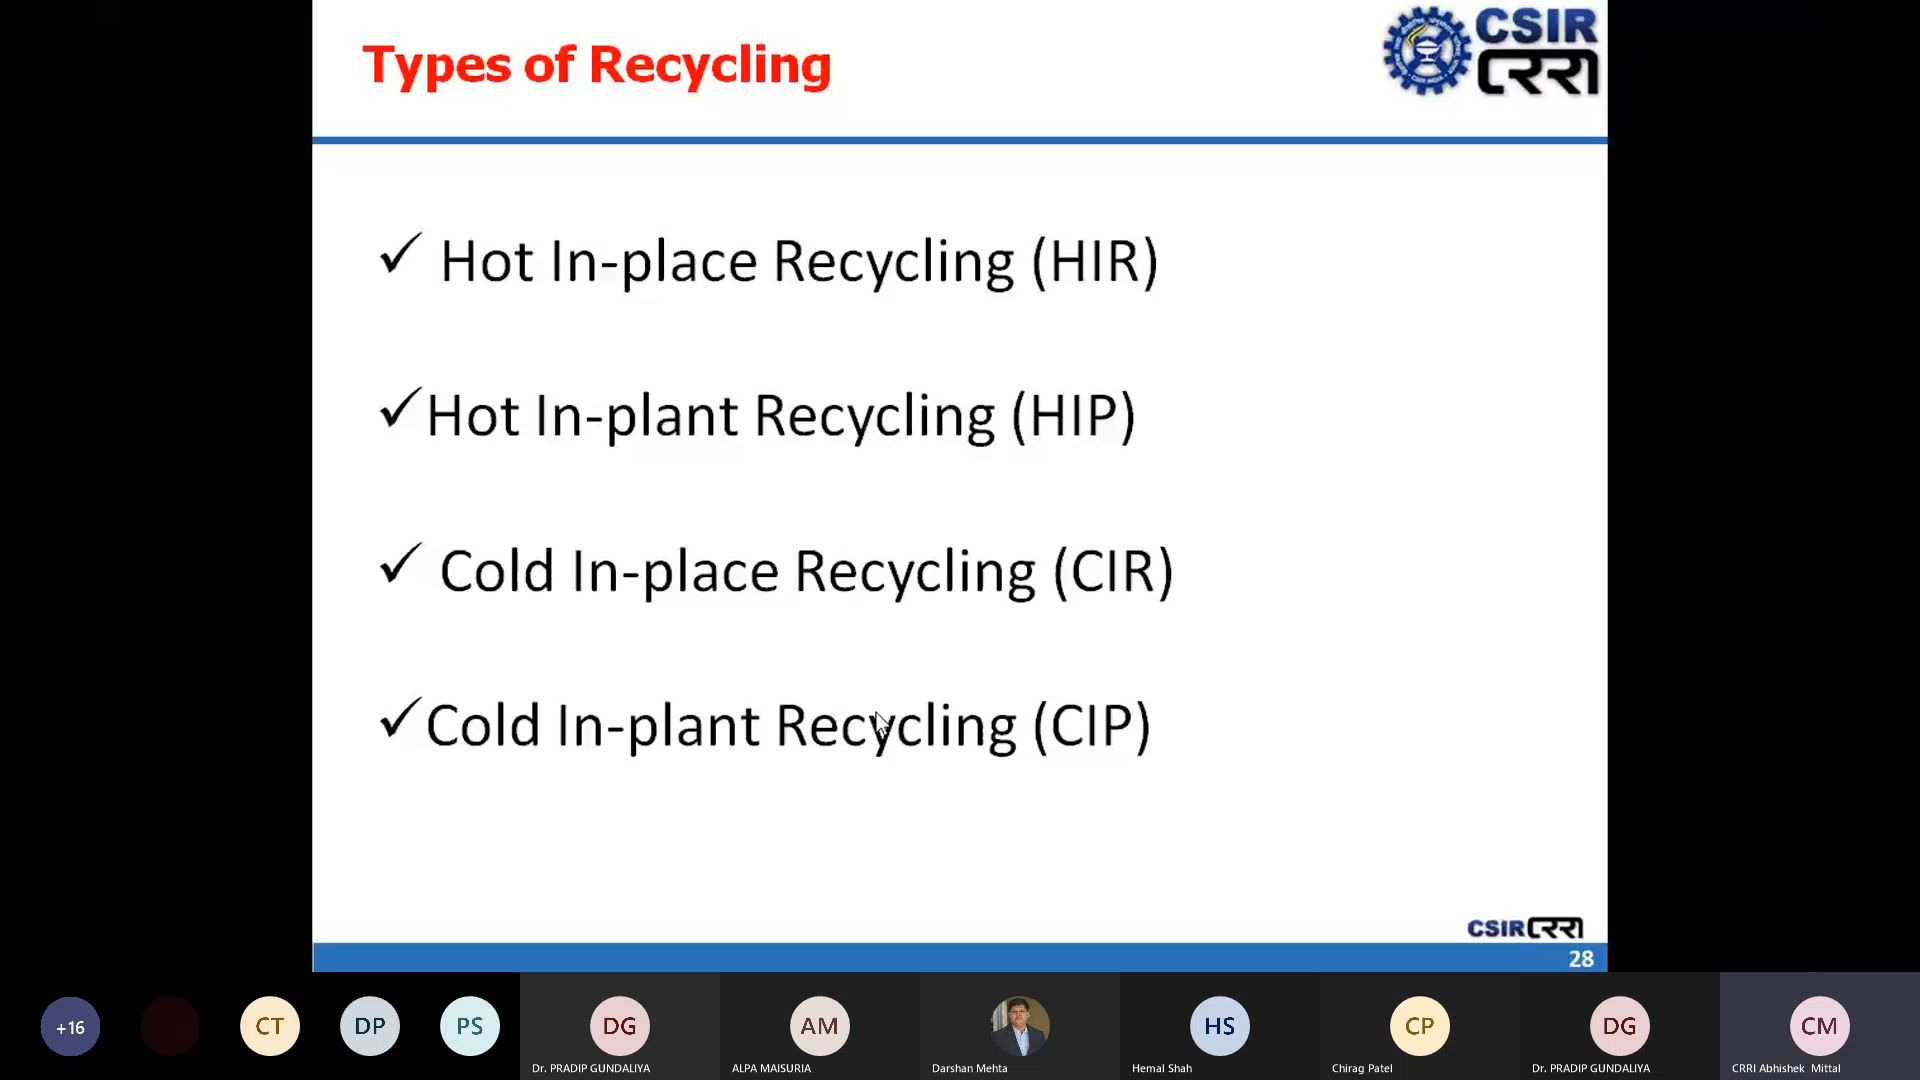 Types of Recycling
CSIR
CRRI
✓ Hot In-place Recycling (HIR)
✓Hot In-plant Recycling (HIP)
✓ Cold In-place Recycling (CIR)
✓Cold In-plant Recycling (CIP)
CSIR CRRI
28
+16
CT
DP
PS
DG
AM
HS
CP
DG
CM
Dr. PRADIP GUNDALIYA
ALPA MAISURIA
Darshan Mehta
Hemal Shah
Chirag Patel
Dr. PRADIP GUNDALIYA
CRRI Abhishek Mittal